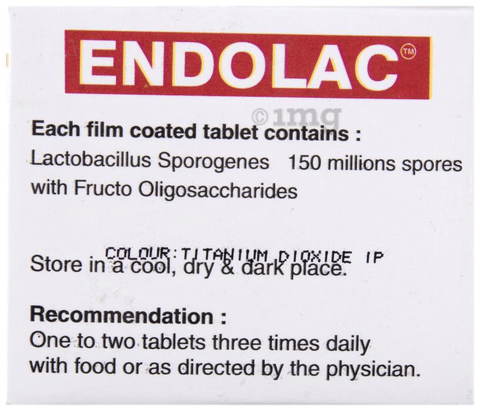 ENDOLAC™
©1mg
Each film coated tablet contains :
Lactobacillus Sporogenes 150 millions spores
with Fructo Oligosaccharides
COLOUR:TITANIUM DIOXIDE IP
Store in a cool, dry & dark place.
Recommendation :
One to two tablets three times daily
with food or as directed by the physician.